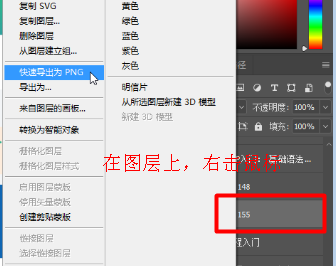 复制 SVG
复制图层...
删除图层
从图层建立组...
快速导出为 PNG
导出为...
来自图层的画板...
转换为智能对象
栅格化图层
栅格化图层样式
启用图层蒙版
停用矢量蒙版
创建剪贴蒙版
链接图层
选择链接图层
黄色
绿色
蓝色
紫色
灰色
明信片
从所选图层新建 3D 模型
新建 3D 模型
在图层上，右击
不透明度: 100%
填充: 100%
基础语法...
148
155
程入门